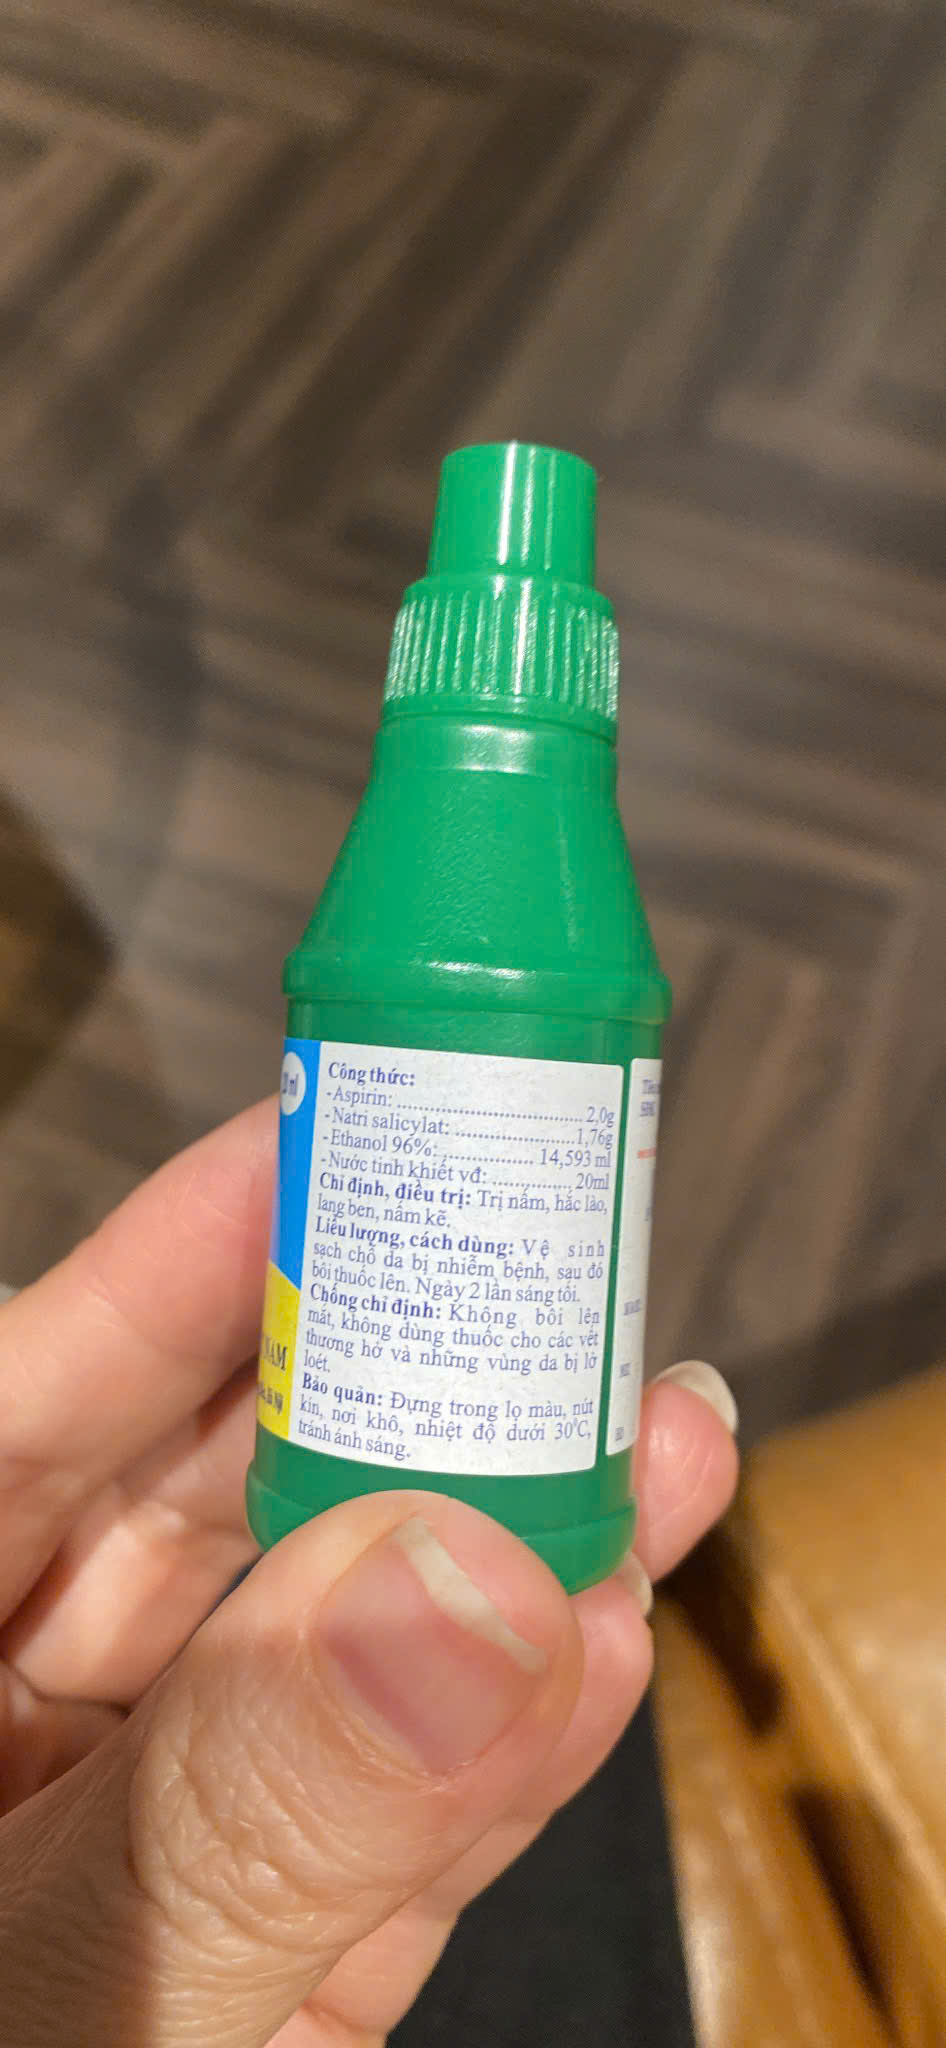 Công thức:
-Aspirin: ........................................ 2,0g
-Natri salicylat: .........................1,76g
-Ethanol 96%: .................. 14,593 ml
-Nước tinh khiết vđ: ................ 20ml
Chỉ định, điều trị: Trị nấm, hắc lào,
lang ben, nấm kẽ.
Liều lượng, cách dùng: Vệ sinh
sạch chỗ da bị nhiễm bệnh, sau đó
bôi thuốc lên. Ngày 2 lần sáng tối.
Chống chỉ định: Không bôi lên
mắt, không dùng thuốc cho các vết
thương hở và những vùng da bị lở
loét.
Bảo quản: Đựng trong lọ màu, nút
kín, nơi khô, nhiệt độ dưới 30°C,
tránh ánh sáng.
ml
NAM